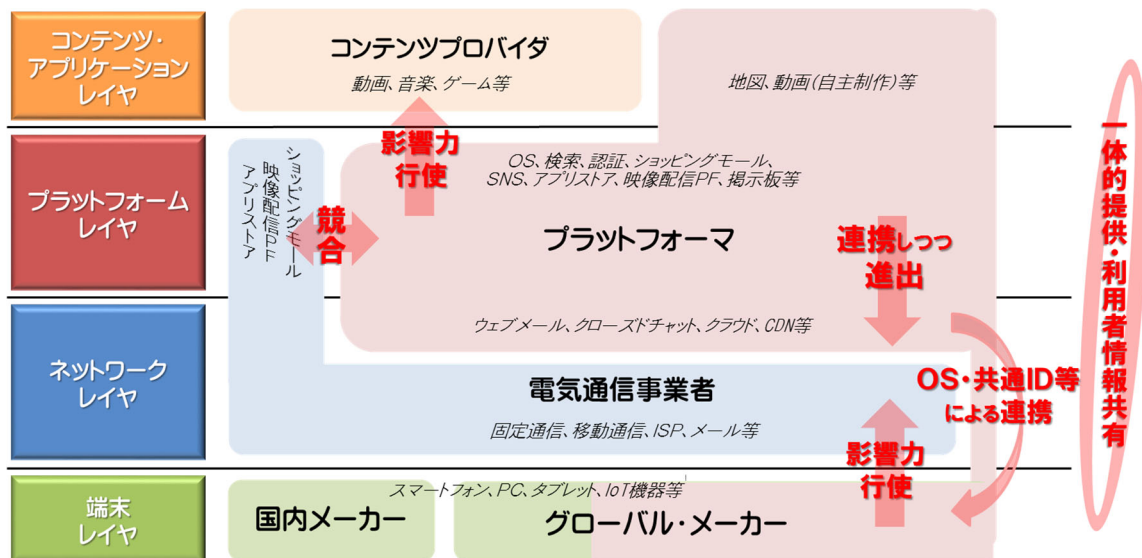 コンテンツ・
アプリケーション
レイヤ
コンテンツプロバイダ
動画、音楽、ゲーム等
地図、動画(自主制作)等
影響力
行使
プラットフォーム
レイヤ
ショッピングモール
映像配信PF
アプリストア
競合
OS、検索、認証、ショッピングモール、
SNS、アプリストア、映像配信PF、掲示板等
プラットフォーマ
連携しつつ
進出
ウェブメール、クローズドチャット、クラウド、CDN等
ネットワーク
レイヤ
電気通信事業者
固定通信、移動通信、ISP、メール等
OS・共通ID等
による連携
影響力
行使
端末
レイヤ
スマートフォン、PC、タブレット、IoT機器等
国内メーカー
グローバル・メーカー
一体的提供・利用者情報共有